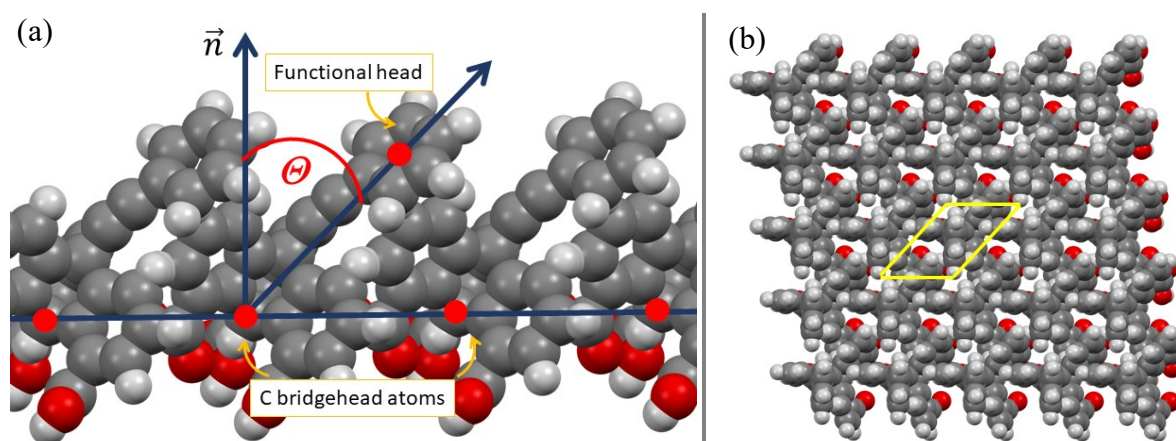 (a)
n⃗
Functional head
Θ
C bridgehead atoms
(b)